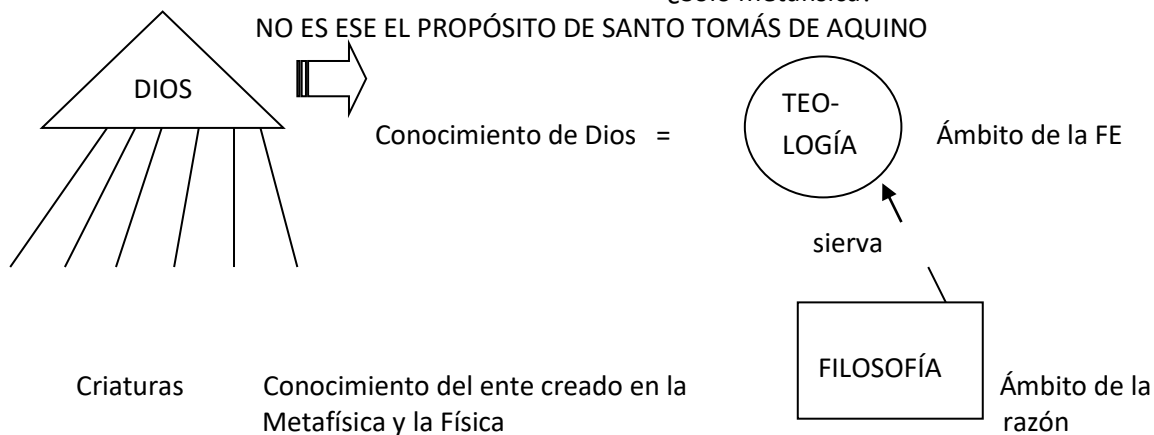 NO ES ESE EL PROPÓSITO DE SANTO TOMÁS DE AQUINO
DIOS
Conocimiento de Dios =
TEO-
LOGÍA
Ámbito de la FE
sierva
FILOSOFÍA
Criaturas
Conocimiento del ente creado en la
Metafísica y la Física
Ámbito de la
razón